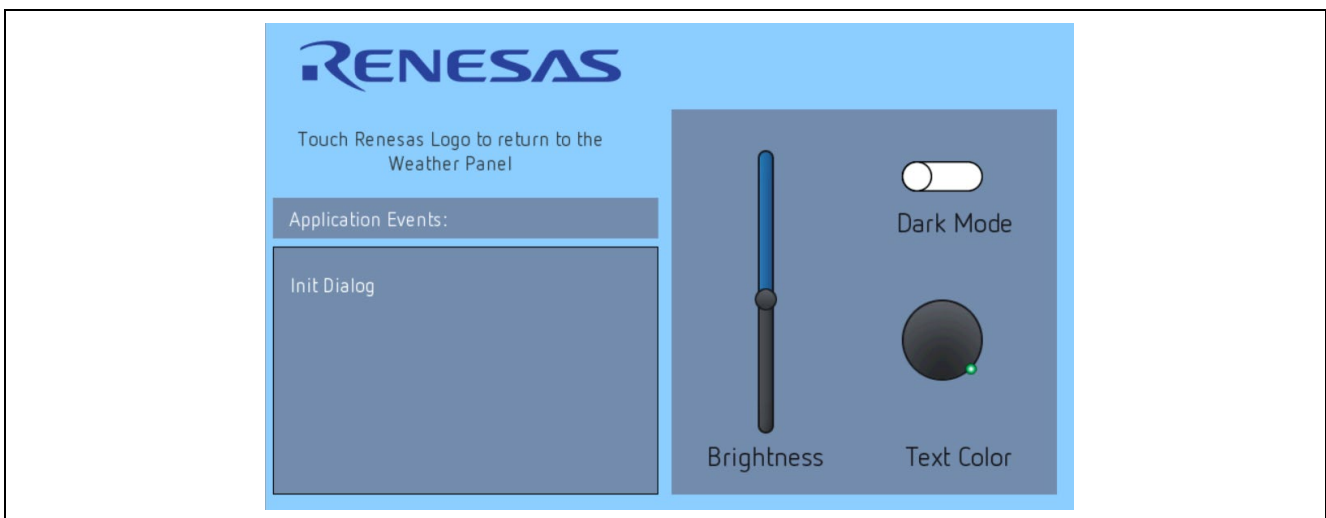 RENESAS
Touch Renesas Logo to return to the
Weather Panel
Application Events:
Init Dialog
Dark Mode
Brightness
Text Color